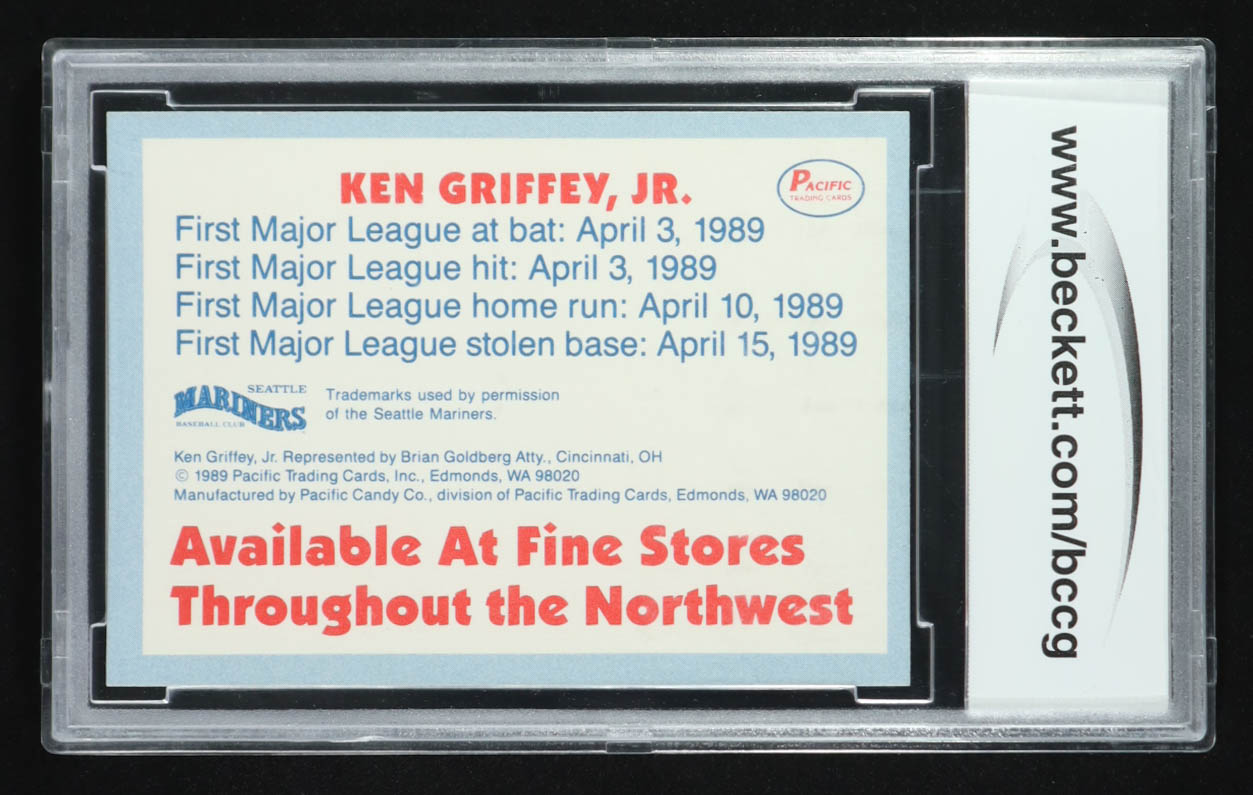 KEN GRIFFEY, JR.
PACIFIC
TRADING CARDS
First Major League at bat: April 3, 1989
First Major League hit: April 3, 1989
First Major League home run: April 10, 1989
First Major League stolen base: April 15, 1989
SEATTLE
MARINERS
BASEBALL CLUB
Trademarks used by permission
of the Seattle Mariners.
Ken Griffey, Jr. Represented by Brian Goldberg Atty., Cincinnati, OH
© 1989 Pacific Trading Cards, Inc., Edmonds, WA 98020
Manufactured by Pacific Candy Co., division of Pacific Trading Cards, Edmonds, WA 98020
Available At Fine Stores
Throughout the Northwest
www.beckett.com/bccg